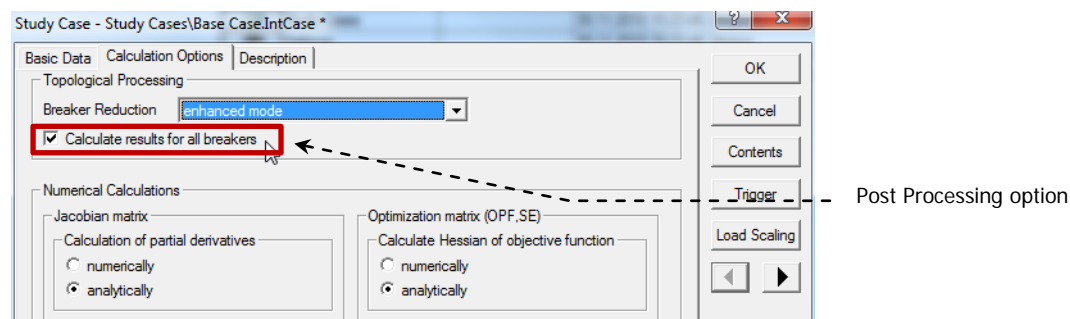 Study Case - Study Cases\Base Case.IntCase *
? X
Basic Data Calculation Options Description
OK
Topological Processing
Breaker Reduction enhanced mode
Cancel
Calculate results for all breakers
Contents
Numerical Calculations
Trigger
Post Processing option
Jacobian matrix
Optimization matrix (OPF,SE)
Calculation of partial derivatives
Calculate Hessian of objective function
Load Scaling
numerically
numerically
analytically
analytically